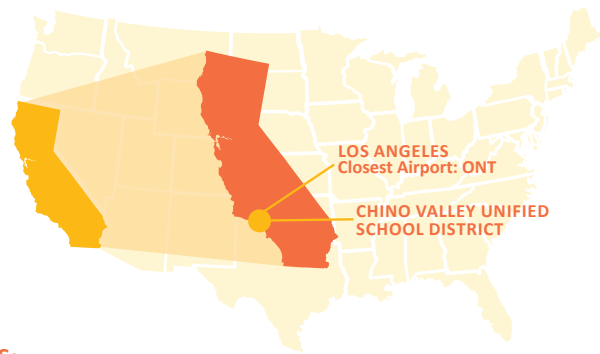 LOS ANGELES
Closest Airport: ONT
CHINO VALLEY UNIFIED
SCHOOL DISTRICT